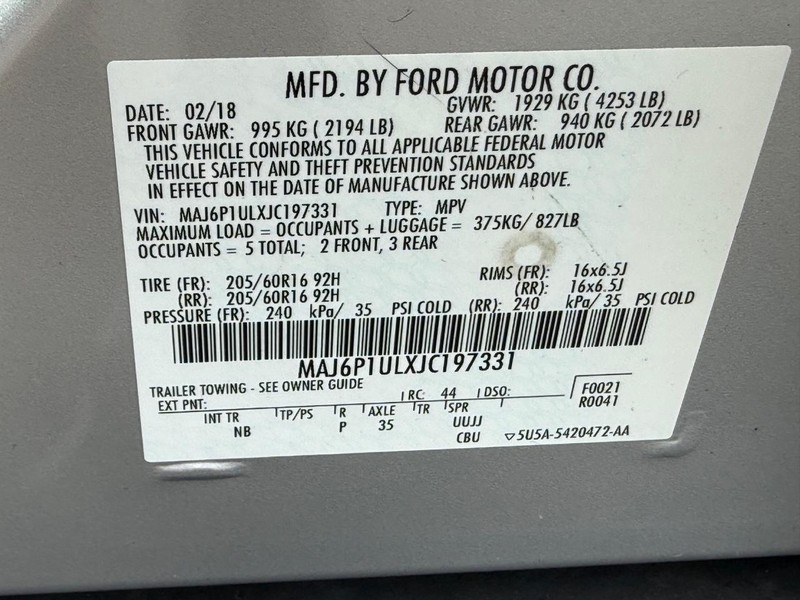 MFD. BY FORD MOTOR CO.
DATE: 02/18 GVWR: 1929 KG ( 4253 LB)
FRONT GAWR: 995 KG ( 2194 LB) REAR GAWR: 940 KG ( 2072 LB)
THIS VEHICLE CONFORMS TO ALL APPLICABLE FEDERAL MOTOR
VEHICLE SAFETY AND THEFT PREVENTION STANDARDS
IN EFFECT ON THE DATE OF MANUFACTURE SHOWN ABOVE.
VIN: MAJ6P1ULXJC197331 TYPE: MPV
MAXIMUM LOAD = OCCUPANTS + LUGGAGE = 375KG/ 827LB
OCCUPANTS = 5 TOTAL; 2 FRONT, 3 REAR
TIRE (FR): 205/60R16 92H RIMS (FR): 16x6.5J
(RR): 205/60R16 92H (RR): 16x6.5J
PRESSURE (FR): 240 kPa/ 35 PSI COLD (RR): 240 kPa/ 35 PSI COLD
MAJ6P1ULXJC197331
TRAILER TOWING - SEE OWNER GUIDE
EXT PNT: RC: 44 DSO: F0021
R0041
INT TR TP/PS R AXLE TR SPR
NB P 35 UUJJ
CBU ▽5U5A-5420472-AA